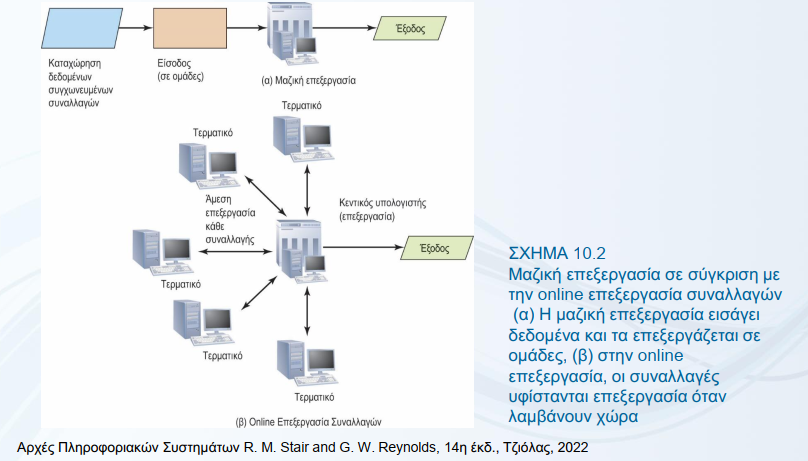 Καταχώρηση
δεδομένων
συγχωνευμένων
συναλλαγών
Είσοδος
(σε ομάδες)
Έξοδος
(α) Μαζική επεξεργασία
Τερματικό
Τερματικό
Άμεση
επεξεργασία
κάθε
συναλλαγής
Κεντικός υπολογιστής
(επεξεργασία)
Έξοδος
Τερματικό
Τερματικό
Τερματικό
(β) Online Επεξεργασία Συναλλαγών
ΣΧΗΜΑ 10.2
Μαζική επεξεργασία σε σύγκριση με
την online επεξεργασία συναλλαγών
(α) Η μαζική επεξεργασία εισάγει
δεδομένα και τα επεξεργάζεται σε
ομάδες, (β) στην online
επεξεργασία, οι συναλλαγές
υφίστανται επεξεργασία όταν
λαμβάνουν χώρα
Αρχές Πληροφοριακών Συστημάτων R. M. Stair and G. W. Reynolds, 14η έκδ., Τζιόλας, 2022